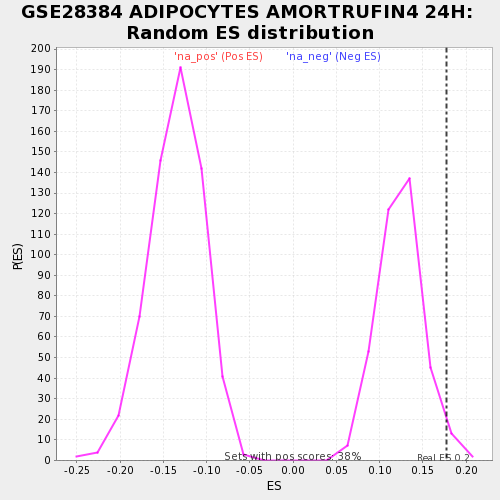 GSE28384 ADIPOCYTES AMORTRUFIN4 24H:
Random ES distribution
'na_pos' (Pos ES) 'na_neg' (Neg ES)
200
190
180
170
160
150
140
130
120
110
100
90
80
70
60
50
40
30
20
10
0
P(ES)
Sets with pos scores: 38%
Real ES 0.2
-0.25 -0.20 -0.15 -0.10 -0.05 0.00 0.05 0.10 0.15 0.20
ES